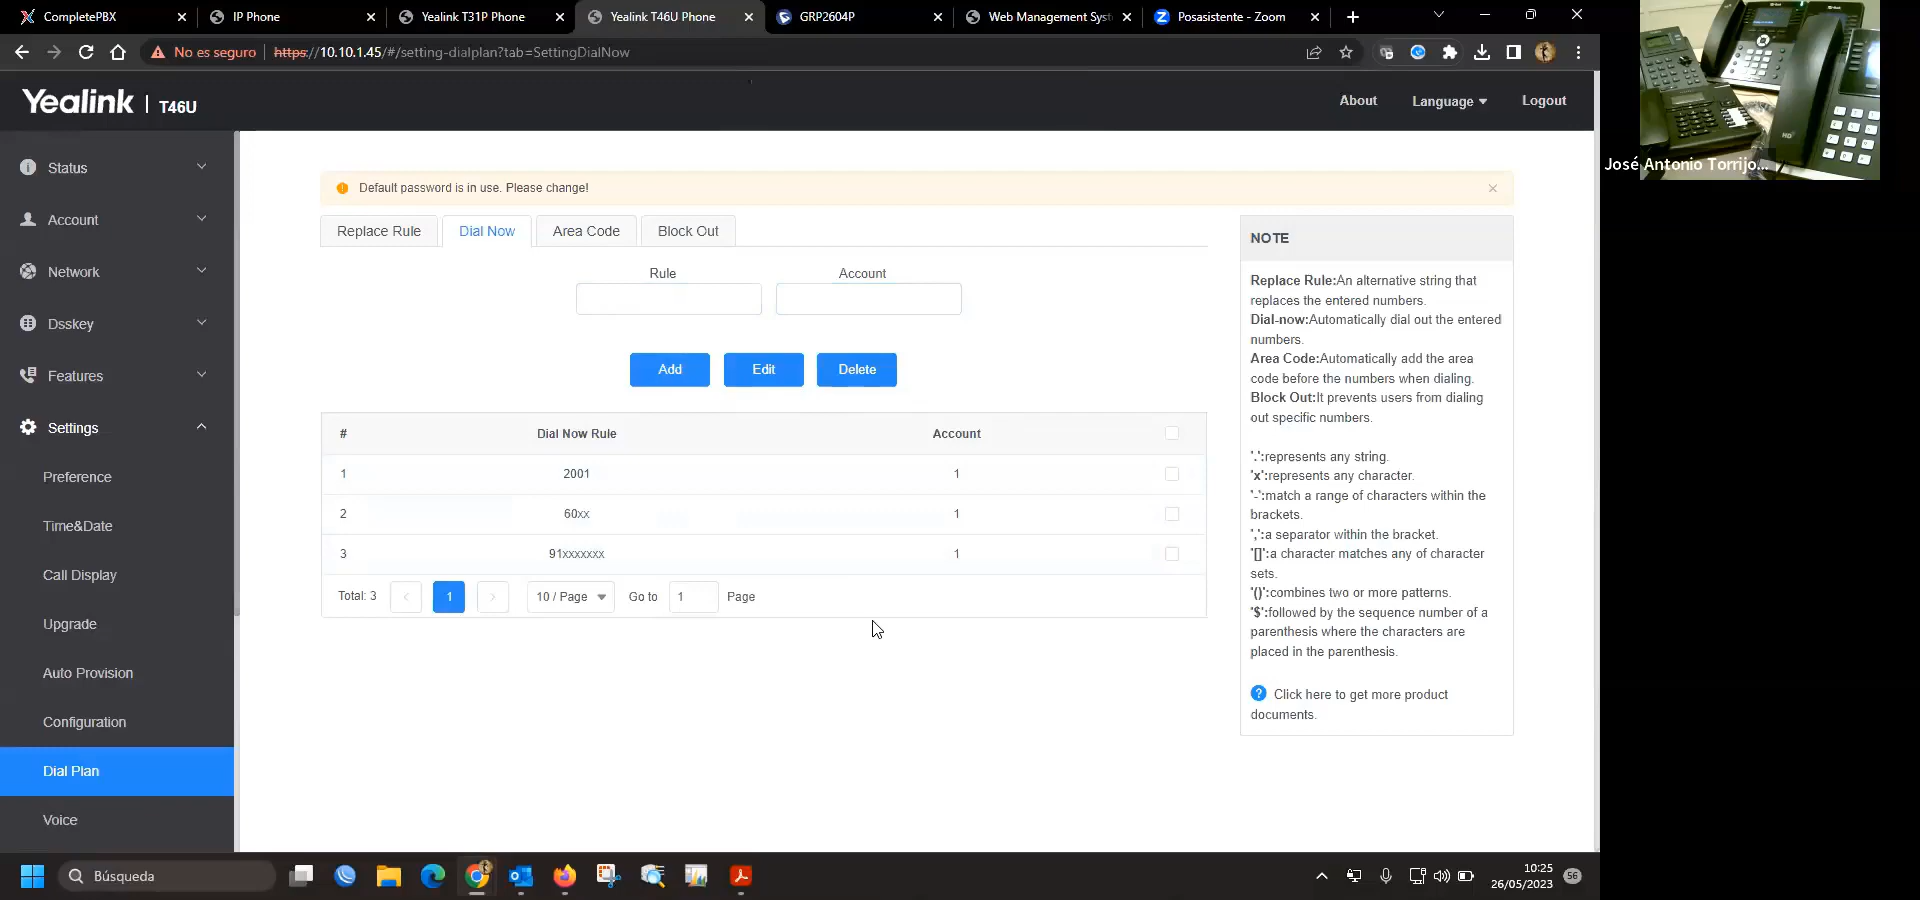 CompletePBX
IP Phone
Yealink T31P Phone
Yealink T46U Phone
GRP2604P
Web Management Syst
Posasistente - Zoom
No es seguro
https://10.10.1.45/#/setting-dialplan?tab=SettingDialNow
Yealink | T46U
About
Language
Logout
Status
Account
Network
Dsskey
Features
Settings
Preference
Time&Date
Call Display
Upgrade
Auto Provision
Configuration
Dial Plan
Voice
Default password is in use. Please change!
Replace Rule
Dial Now
Area Code
Block Out
Rule
Account
Add
Edit
Delete
# Dial Now Rule Account
1 2001 1
2 60xx 1
3 91xxxxxxx 1
Total: 3
1
10 / Page
Go to
1
Page
NOTE
Replace Rule:An alternative string that
replaces the entered numbers.
Dial-now:Automatically dial out the entered
numbers.
Area Code:Automatically add the area
code before the numbers when dialing.
Block Out:It prevents users from dialing
out specific numbers.
'.':represents any string.
'x':represents any character.
'-':match a range of characters within the
brackets.
',':a separator within the bracket.
'[]':a character matches any of character
sets.
'()':combines two or more patterns.
'$':followed by the sequence number of a
parenthesis where the characters are
placed in the parenthesis.
Click here to get more product
documents.
José Antonio Torrijo...
Búsqueda
10:25
26/05/2023
56